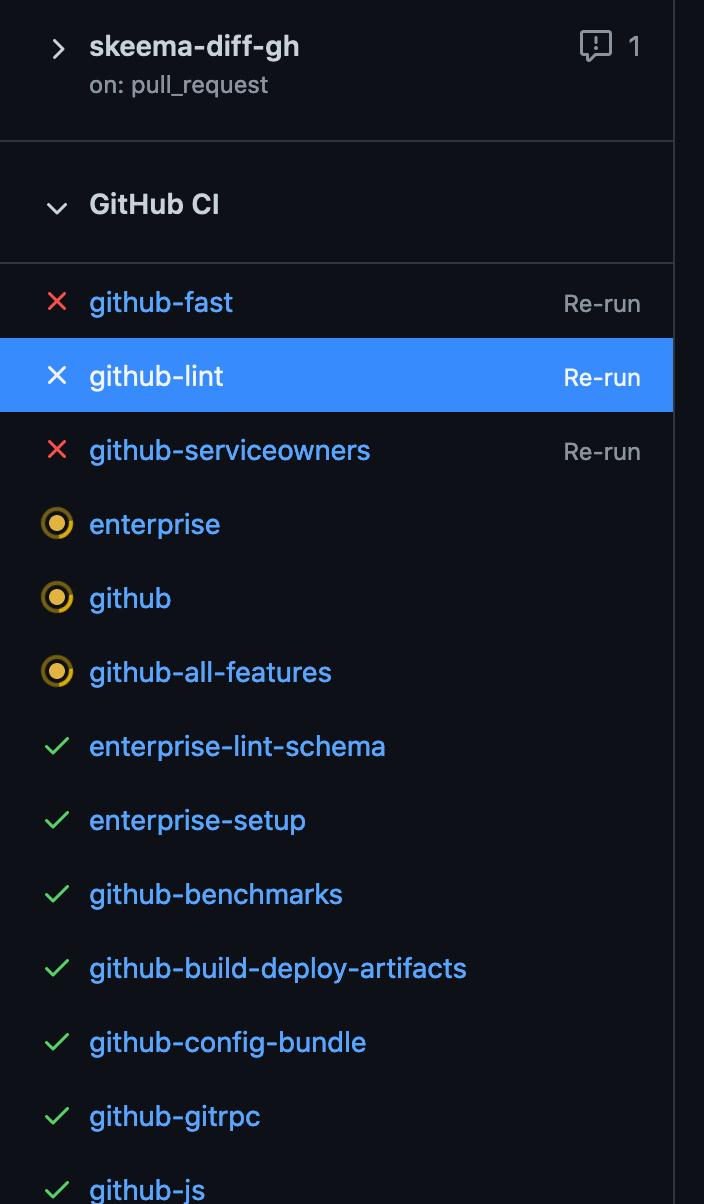 skeema-diff-gh 1
on: pull_request
GitHub CI
github-fast Re-run
github-lint Re-run
github-serviceowners Re-run
enterprise
github
github-all-features
enterprise-lint-schema
enterprise-setup
github-benchmarks
github-build-deploy-artifacts
github-config-bundle
github-gitrpc
github-js